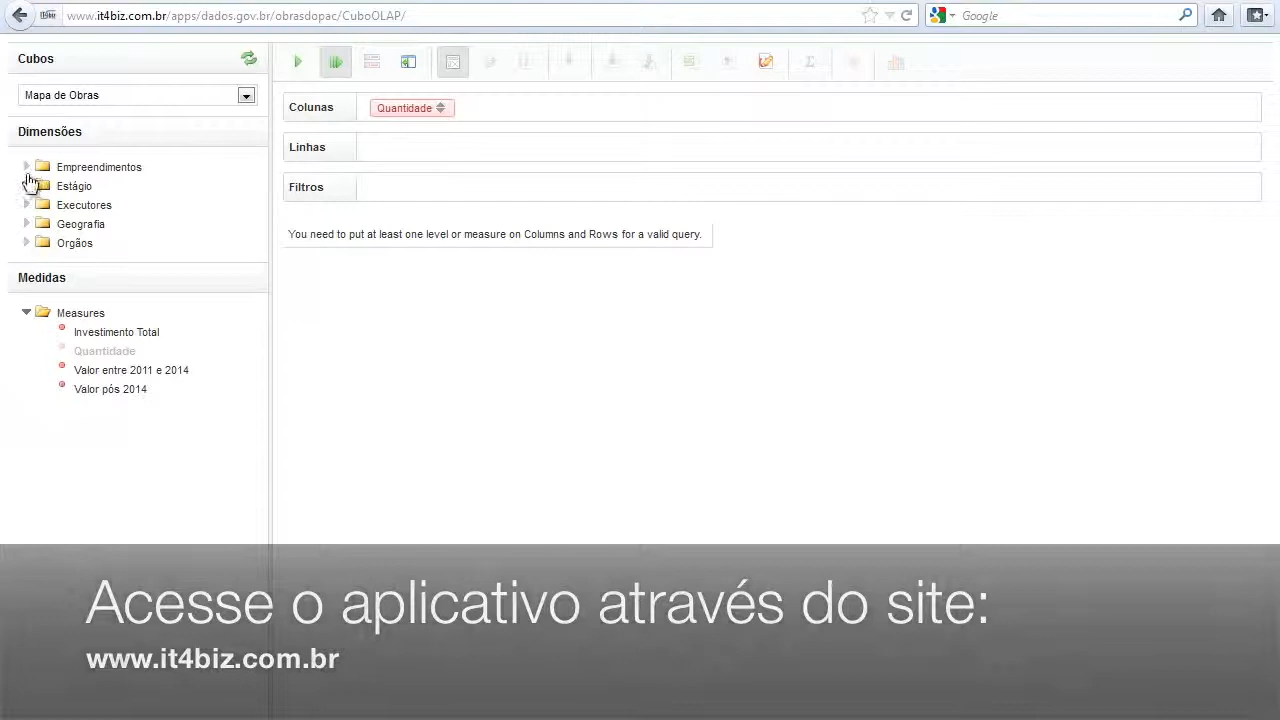 www.it4biz.com.br/apps/dados.gov.br/obrasdopac/CuboOLAP/
Google
Cubos
Mapa de Obras
Dimensões
Empreendimentos
Estágio
Executores
Geografia
Orgãos
Medidas
Measures
Investimento Total
Quantidade
Valor entre 2011 e 2014
Valor pós 2014
Colunas
Quantidade
Linhas
Filtros
You need to put at least one level or measure on Columns and Rows for a valid query.
Acesse o aplicativo através do site:
www.it4biz.com.br